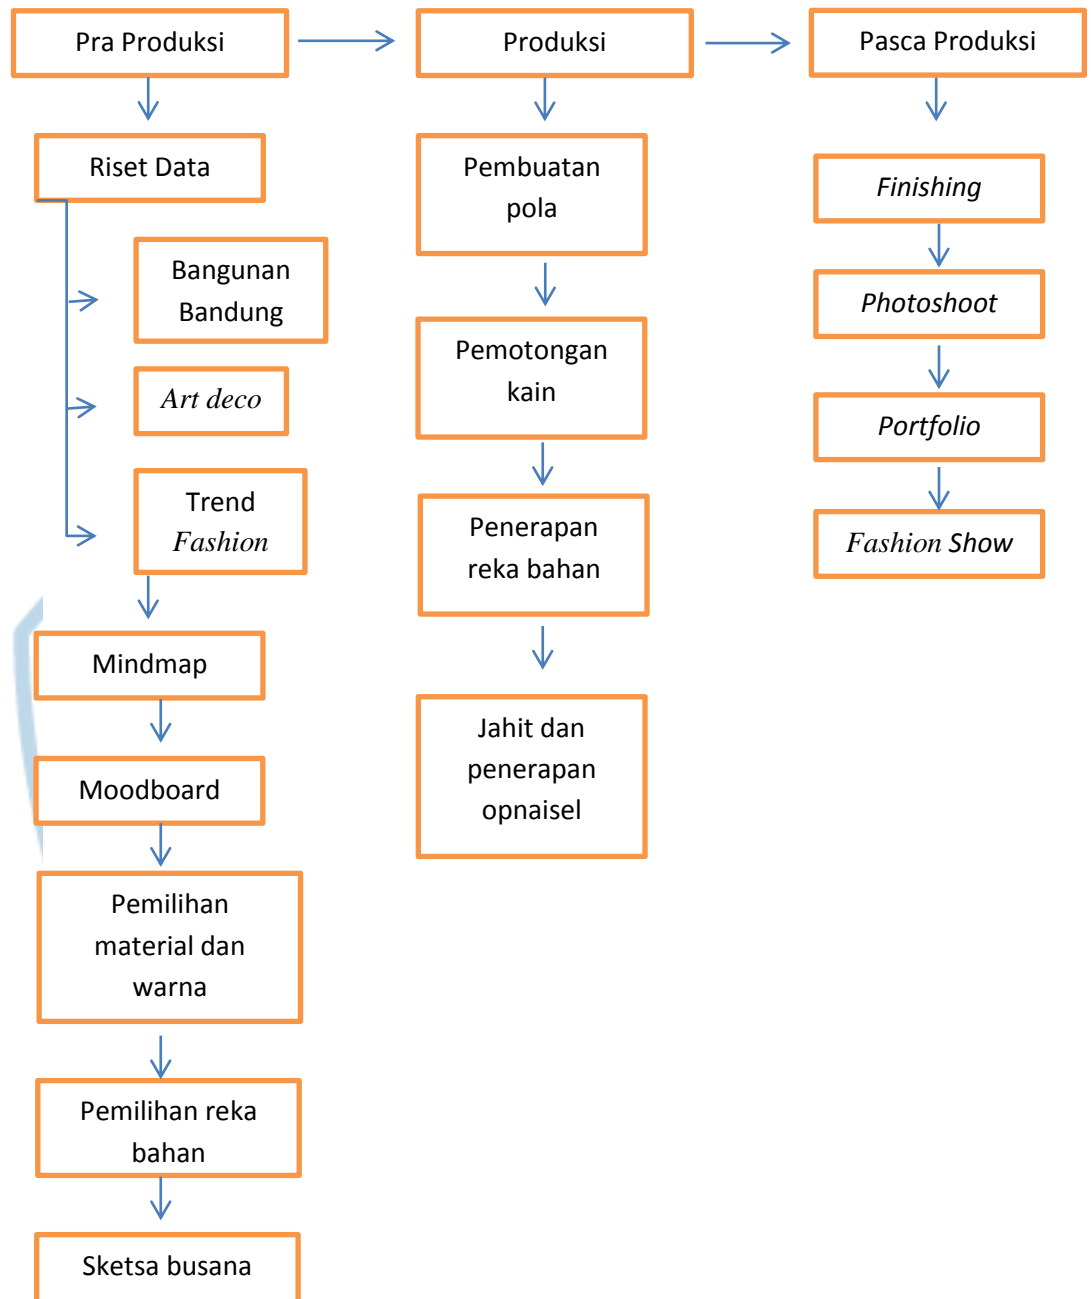 Pra Produksi
Riset Data
Bangunan
Bandung
Art deco
Trend
Fashion
Mindmap
Moodboard
Pemilihan
material dan
warna
Pemilihan reka
bahan
Sketsa busana
Produksi
Pembuatan
pola
Pemotongan
kain
Penerapan
reka bahan
Jahit dan
penerapan
opnaisel
Pasca Produksi
Finishing
Photoshoot
Portfolio
Fashion Show